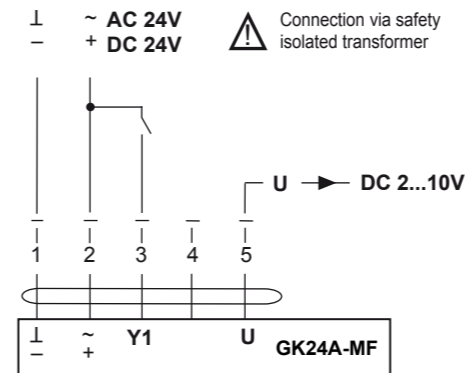 ⊥ ~ AC 24V
– + DC 24V
Connection via safety
isolated transformer
U DC 2...10V
1 2 3 4 5
⊥ ~ Y1 U
– +
GK24A-MF